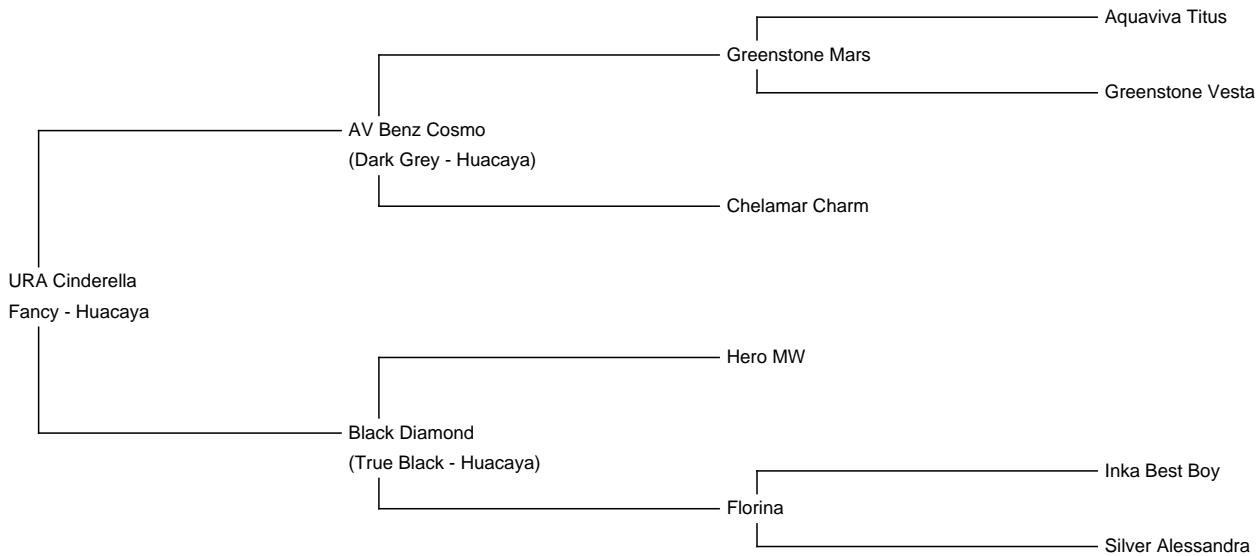 Aquaviva Titus
Greenstone Mars
Greenstone Vesta
AV Benz Cosmo
(Dark Grey - Huacaya)
Chelamar Charm
URA Cinderella
Fancy - Huacaya
Hero MW
Black Diamond
(True Black - Huacaya)
Inka Best Boy
Florina
Silver Alessandra